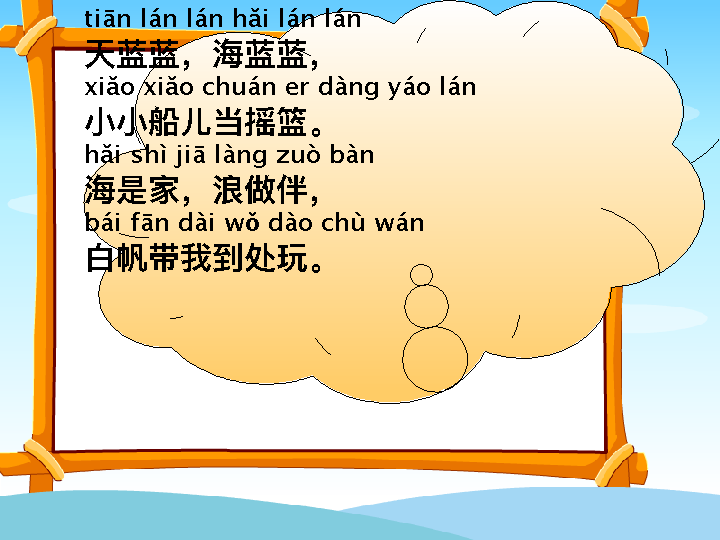 tiān lán lán hǎi lán lán
天蓝蓝，海蓝蓝，
xiǎo xiǎo chuán er dàng yáo lán
小小船儿当摇篮。
hǎi shì jiā làng zuò bàn
海是家，浪做伴，
bái fān dài wǒ dào chù wán
白帆带我到处玩。